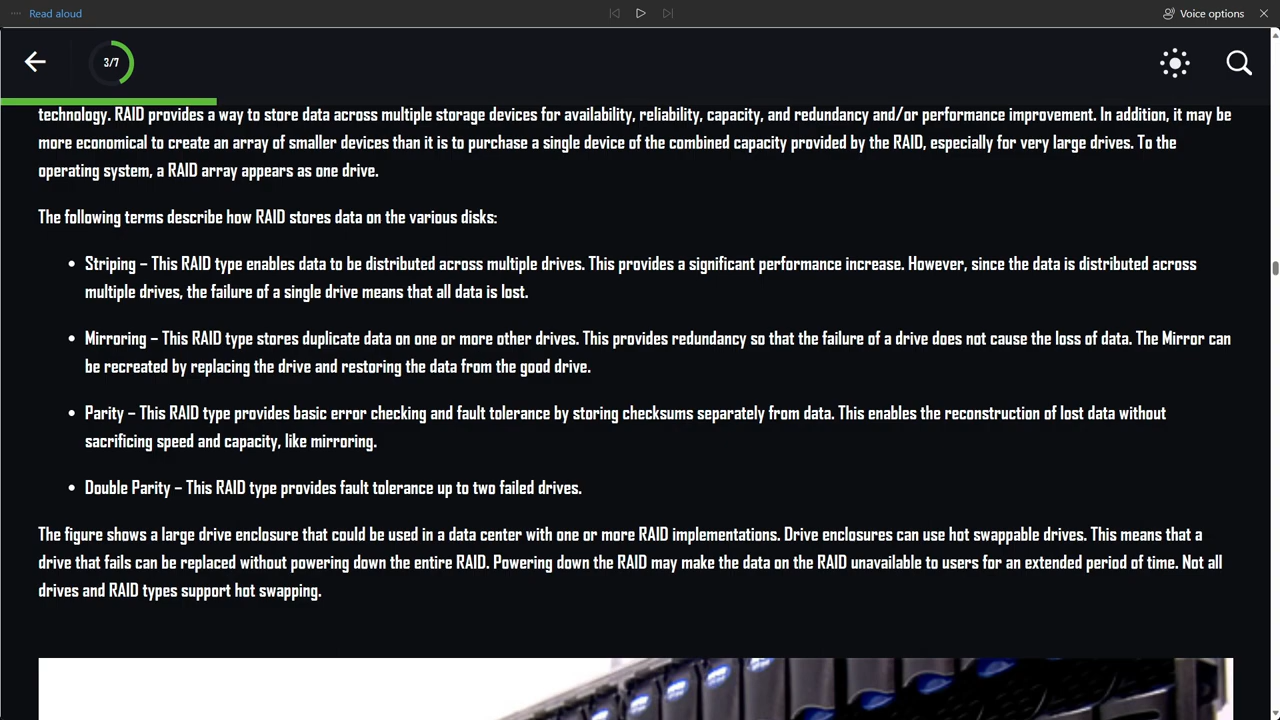 Read aloud
Voice options
3/7
technology. RAID provides a way to store data across multiple storage devices for availability, reliability, capacity, and redundancy and/or performance improvement. In addition, it may be
more economical to create an array of smaller devices than it is to purchase a single device of the combined capacity provided by the RAID, especially for very large drives. To the
operating system, a RAID array appears as one drive.
The following terms describe how RAID stores data on the various disks:
• Striping – This RAID type enables data to be distributed across multiple drives. This provides a significant performance increase. However, since the data is distributed across
multiple drives, the failure of a single drive means that all data is lost.
• Mirroring – This RAID type stores duplicate data on one or more other drives. This provides redundancy so that the failure of a drive does not cause the loss of data. The Mirror can
be recreated by replacing the drive and restoring the data from the good drive.
• Parity – This RAID type provides basic error checking and fault tolerance by storing checksums separately from data. This enables the reconstruction of lost data without
sacrificing speed and capacity, like mirroring.
• Double Parity – This RAID type provides fault tolerance up to two failed drives.
The figure shows a large drive enclosure that could be used in a data center with one or more RAID implementations. Drive enclosures can use hot swappable drives. This means that a
drive that fails can be replaced without powering down the entire RAID. Powering down the RAID may make the data on the RAID unavailable to users for an extended period of time. Not all
drives and RAID types support hot swapping.